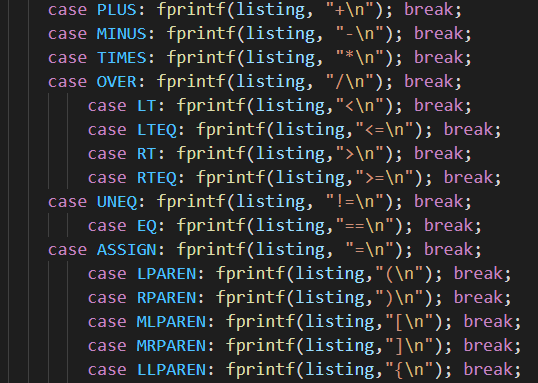 case PLUS: fprintf(listing, "+\n"); break;
case MINUS: fprintf(listing, "-\n"); break;
case TIMES: fprintf(listing, "*\n"); break;
case OVER: fprintf(listing, "/\n"); break;
case LT: fprintf(listing,"<\n"); break;
case LTEQ: fprintf(listing,"<=\n"); break;
case RT: fprintf(listing,">\n"); break;
case RTEQ: fprintf(listing,">=\n"); break;
case UNEQ: fprintf(listing, "!=\n"); break;
case EQ: fprintf(listing,"==\n"); break;
case ASSIGN: fprintf(listing, "=\n"); break;
case LPAREN: fprintf(listing,"(\n"); break;
case RPAREN: fprintf(listing,")\n"); break;
case MLPAREN: fprintf(listing,"[\n"); break;
case MRPAREN: fprintf(listing,"]\n"); break;
case LLPAREN: fprintf(listing,"{\n"); break;